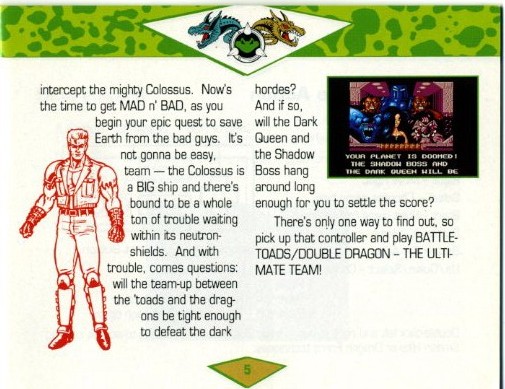 intercept the mighty Colossus. Now's
the time to get MAD n' BAD, as you
begin your epic quest to save
Earth from the bad guys. It's
not gonna be easy,
team — the Colossus is
a BIG ship and there's
bound to be a whole
ton of trouble waiting
within its neutron-
shields. And with
trouble, comes questions:
will the team-up between
the 'toads and the drag-
ons be tight enough
to defeat the dark
hordes?
And if so,
will the Dark
Queen and
the Shadow
Boss hang
around long
enough for you to settle the score?
There's only one way to find out, so
pick up that controller and play BATTLE-
TOADS/DOUBLE DRAGON – THE ULTI-
MATE TEAM!
YOUR PLANET IS DOOMED!
THE SHADOW BOSS AND
THE DARK QUEEN WILL BE
5